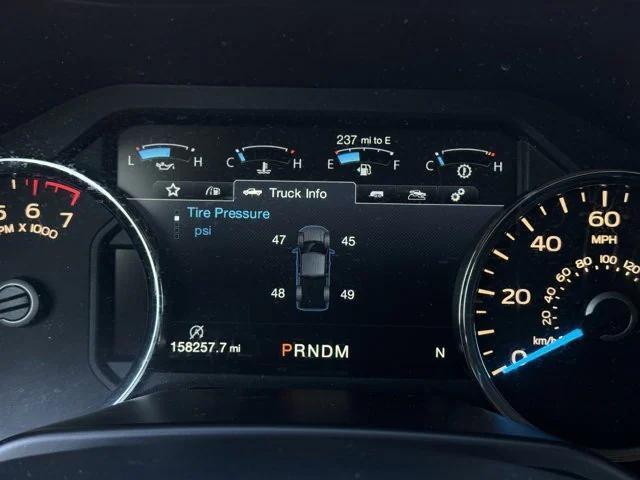 237 mi to E
L H C H E F C H
Truck Info
Tire Pressure
psi
47 45
48 49
158257.7 mi
PRNDM
N
5 6 7
PM X 1000
0 20 40 60
MPH
20 40 60 80 100 120
km/h